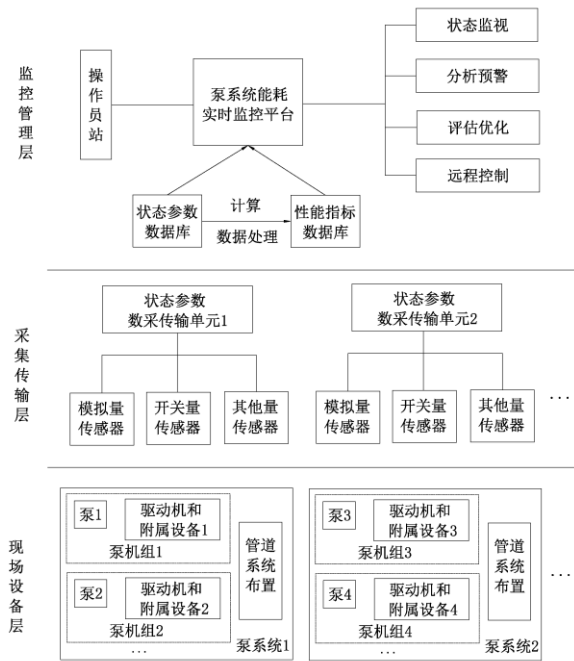 监控管理层
操作员站
泵系统能耗
实时监控平台
状态监视
分析预警
评估优化
远程控制
状态参数
数据库
计算
数据处理
性能指标
数据库
采集传输层
状态参数
数采传输单元1
模拟量
传感器
开关量
传感器
其他量
传感器
状态参数
数采传输单元2
模拟量
传感器
开关量
传感器
其他量
传感器
...
现场设备层
泵1
驱动机和
附属设备1
泵机组1
泵2
驱动机和
附属设备2
泵机组2
...
管道
系统
布置
泵系统1
泵3
驱动机和
附属设备3
泵机组3
泵4
驱动机和
附属设备4
泵机组4
...
管道
系统
布置
泵系统2
...